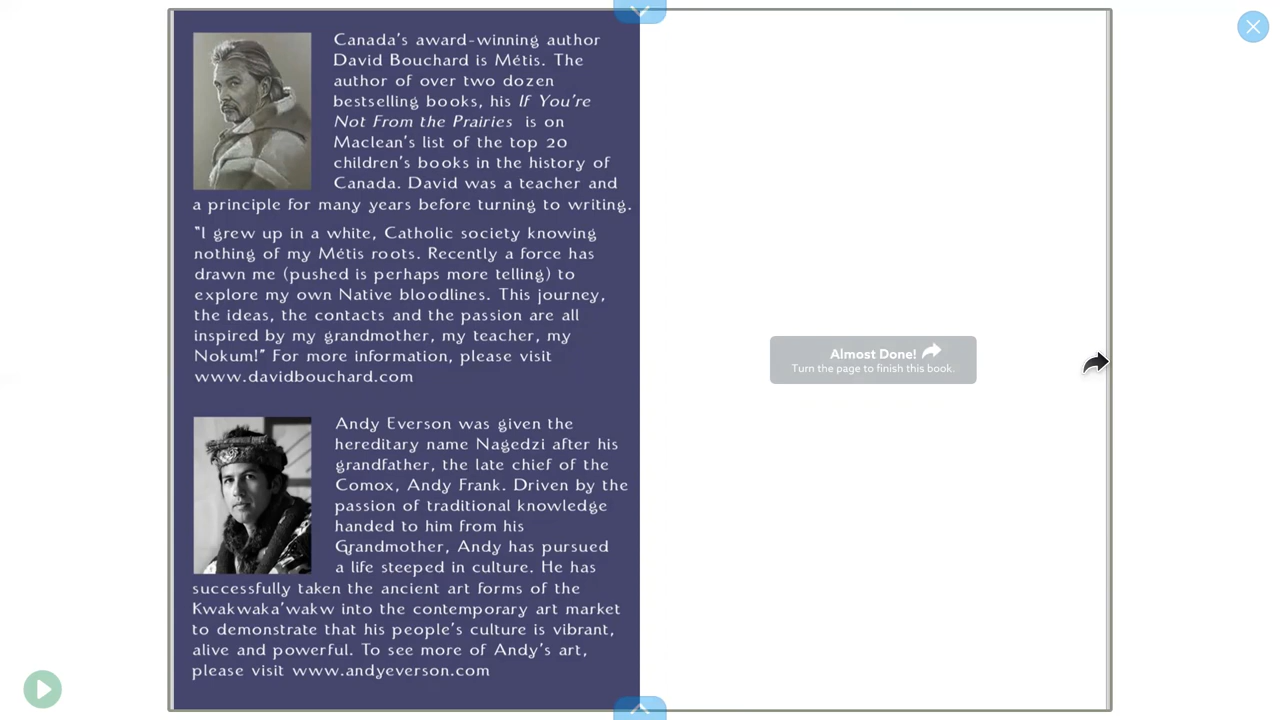 Canada's award-winning author
David Bouchard is Métis. The
author of over two dozen
bestselling books, his If You're
Not From the Prairies is on
Maclean's list of the top 20
children's books in the history of
Canada. David was a teacher and
a principle for many years before turning to writing.
"I grew up in a white, Catholic society knowing
nothing of my Métis roots. Recently a force has
drawn me (pushed is perhaps more telling) to
explore my own Native bloodlines. This journey,
the ideas, the contacts and the passion are all
inspired by my grandmother, my teacher, my
Nokum!" For more information, please visit
www.davidbouchard.com
Andy Everson was given the
hereditary name Nagedzi after his
grandfather, the late chief of the
Comox, Andy Frank. Driven by the
passion of traditional knowledge
handed to him from his
Grandmother, Andy has pursued
a life steeped in culture. He has
successfully taken the ancient art forms of the
Kwakwaka'wakw into the contemporary art market
to demonstrate that his people's culture is vibrant,
alive and powerful. To see more of Andy's art,
please visit www.andyeverson.com
Almost Done!
Turn the page to finish this book.